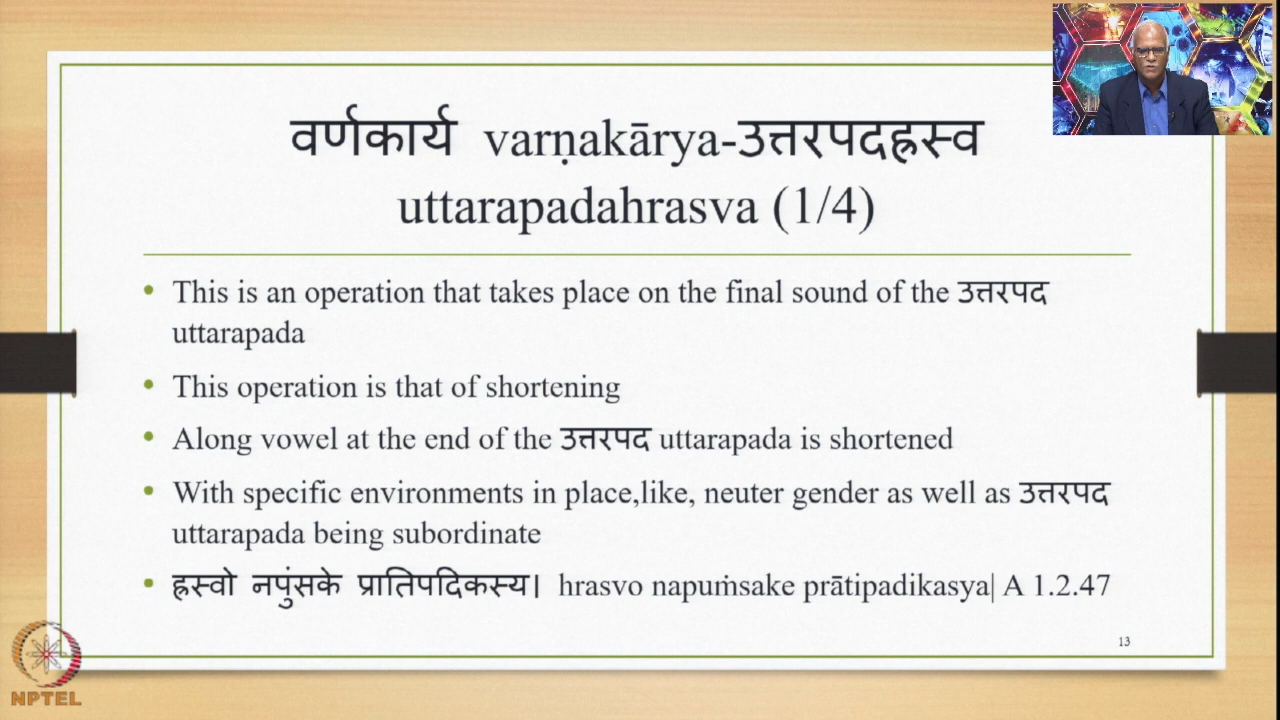 वर्णकार्य varṇakārya-उत्तरपदह्रस्व
uttarapadahrasva (1/4)
• This is an operation that takes place on the final sound of the उत्तरपद
uttarapada
• This operation is that of shortening
• Along vowel at the end of the उत्तरपद uttarapada is shortened
• With specific environments in place,like, neuter gender as well as उत्तरपद
uttarapada being subordinate
• ह्रस्वो नपुंसके प्रातिपदिकस्य। hrasvo napuṁsake prātipadikasya| A 1.2.47
13
NPTEL